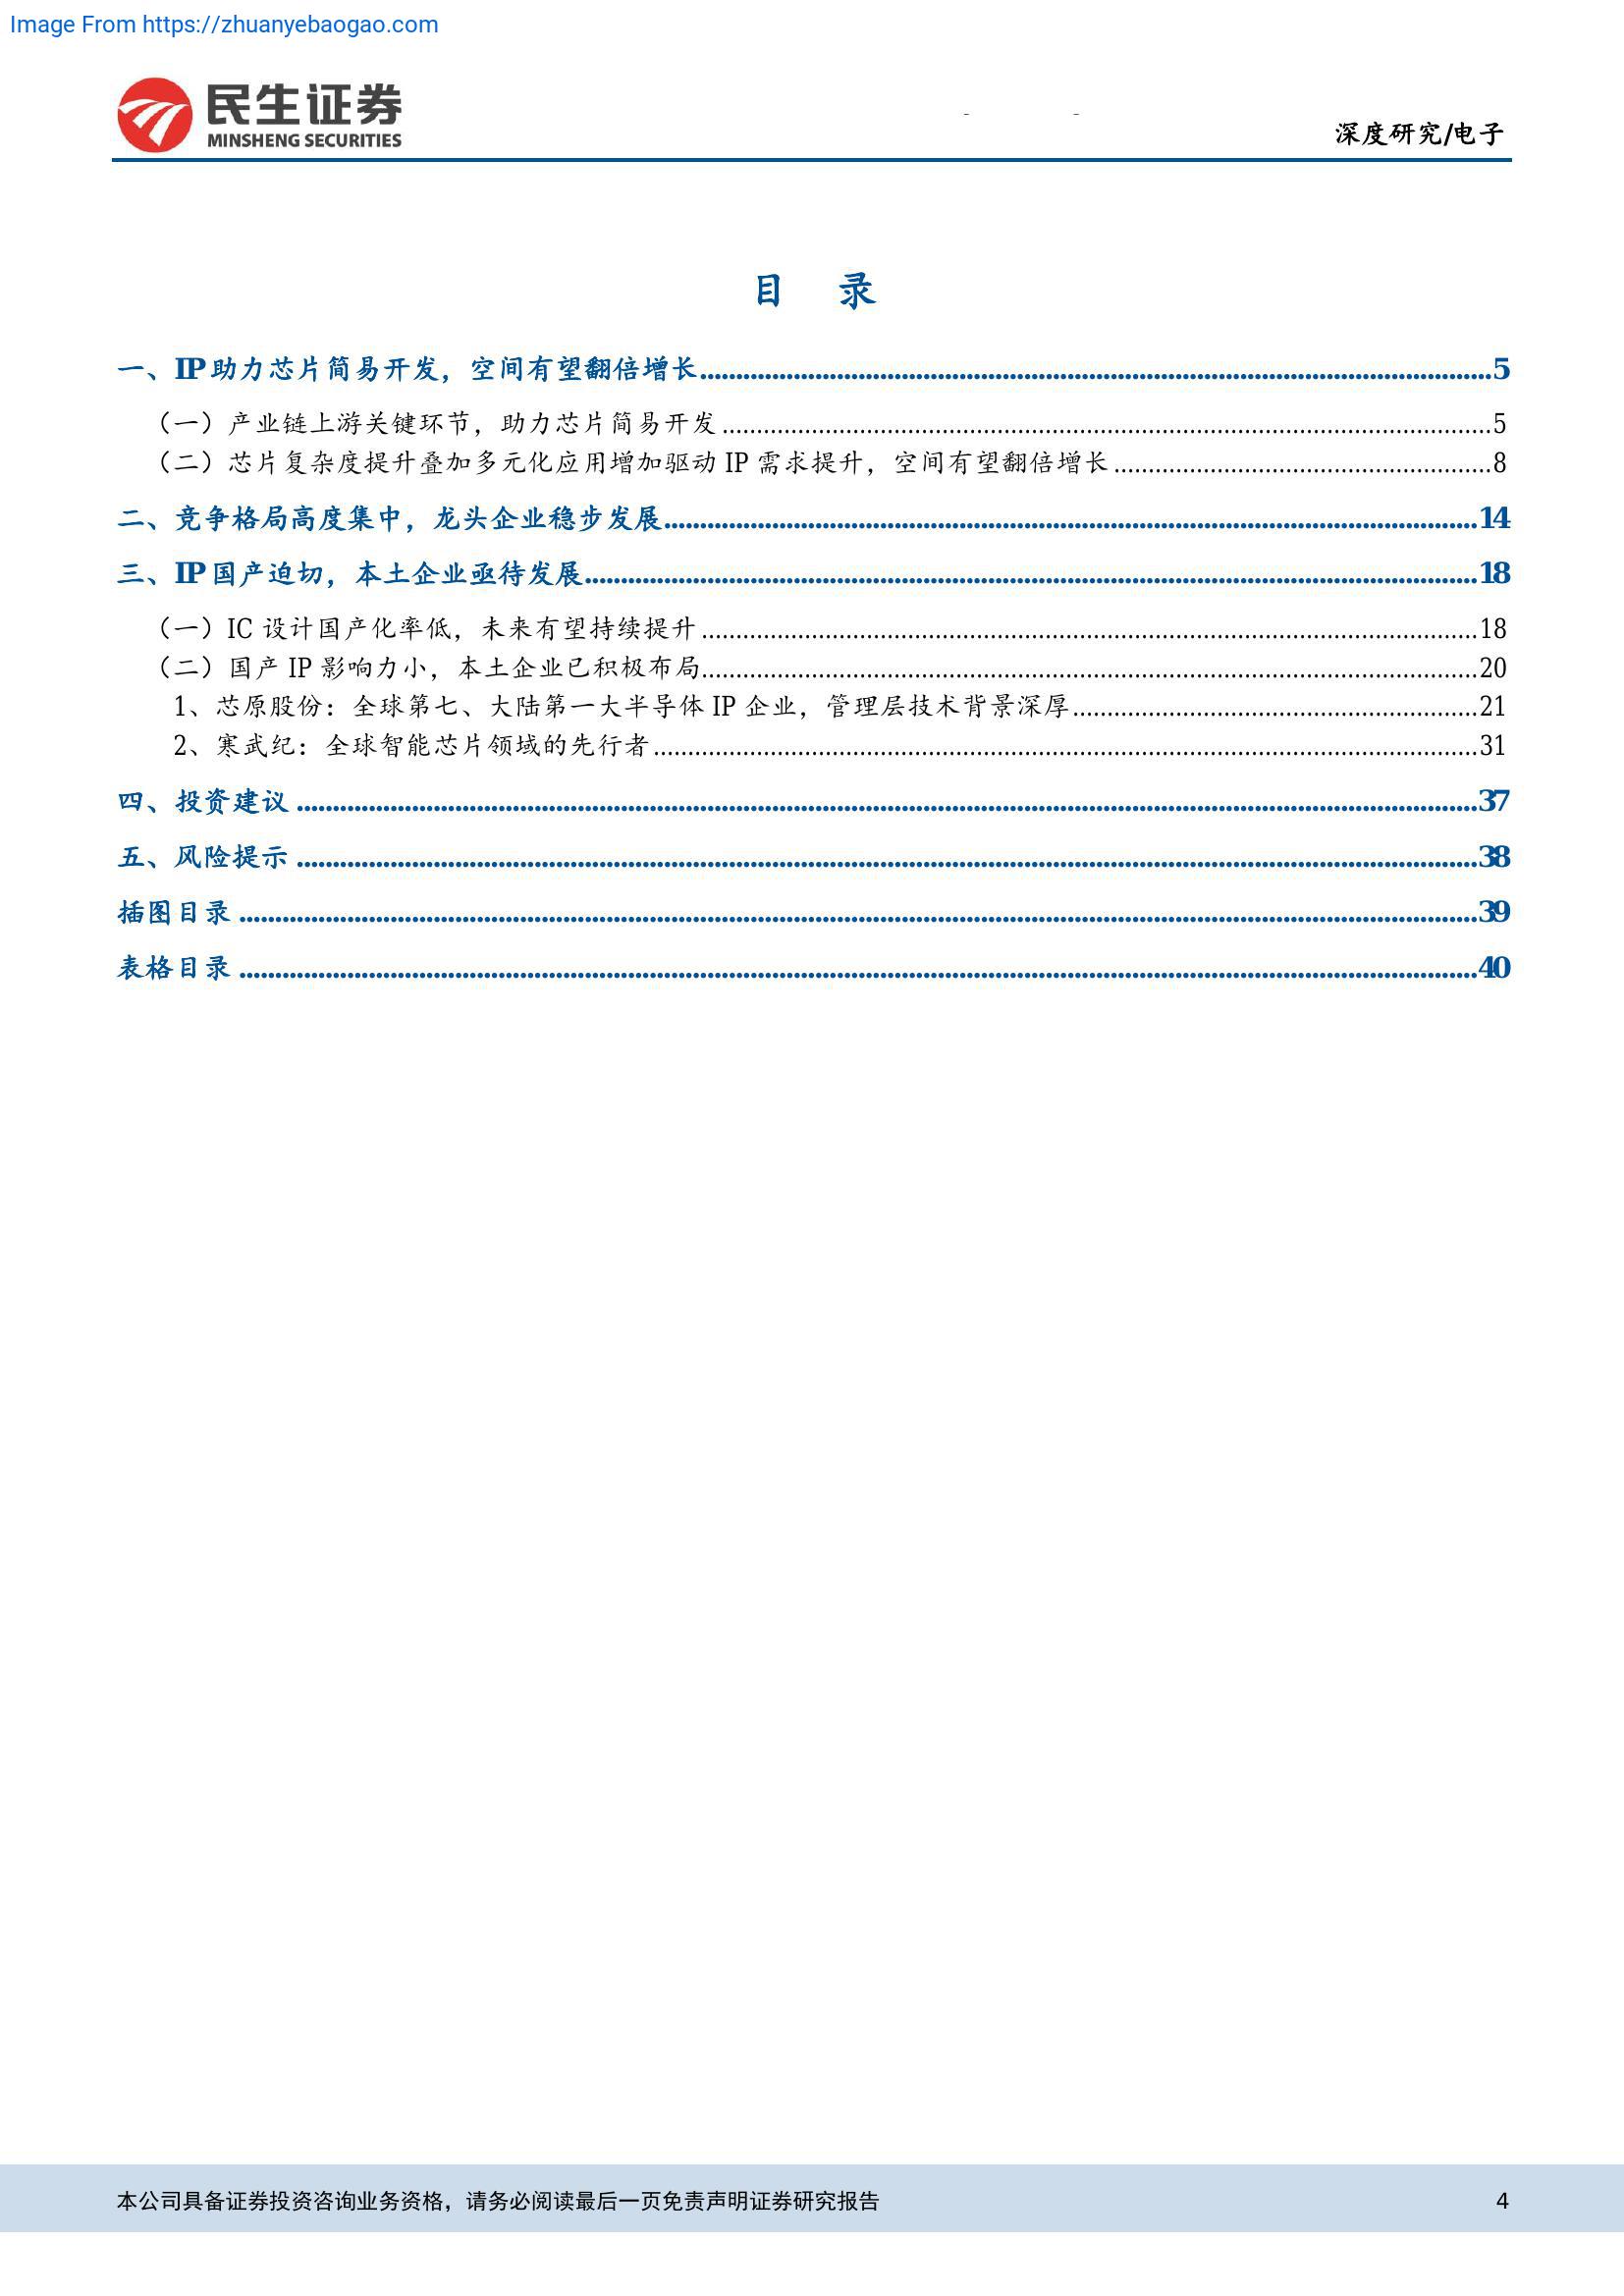 Image From https://zhuanyebaogao.com
民生证券
MINSHENG SECURITIES
深度研究/电子
目 录
一、IP 助力芯片简易开发，空间有望翻倍增长 5
（一）产业链上游关键环节，助力芯片简易开发 5
（二）芯片复杂度提升叠加多元化应用增加驱动 IP 需求提升，空间有望翻倍增长 8
二、竞争格局高度集中，龙头企业稳步发展 14
三、IP 国产迫切，本土企业亟待发展 18
（一）IC 设计国产化率低，未来有望持续提升 18
（二）国产 IP 影响力小，本土企业已积极布局 20
1、芯原股份：全球第七、大陆第一大半导体 IP 企业，管理层技术背景深厚 21
2、寒武纪：全球智能芯片领域的先行者 31
四、投资建议 37
五、风险提示 38
插图目录 39
表格目录 40
本公司具备证券投资咨询业务资格，请务必阅读最后一页免责声明证券研究报告 4